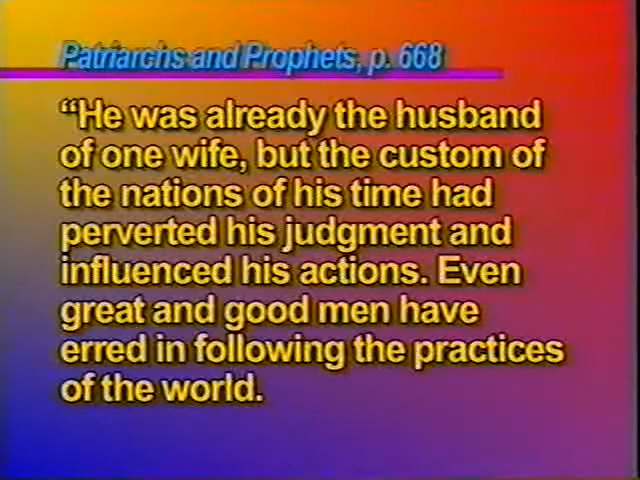 Patriarchs and Prophets, p. 668
“He was already the husband
of one wife, but the custom of
the nations of his time had
perverted his judgment and
influenced his actions. Even
great and good men have
erred in following the practices
of the world.